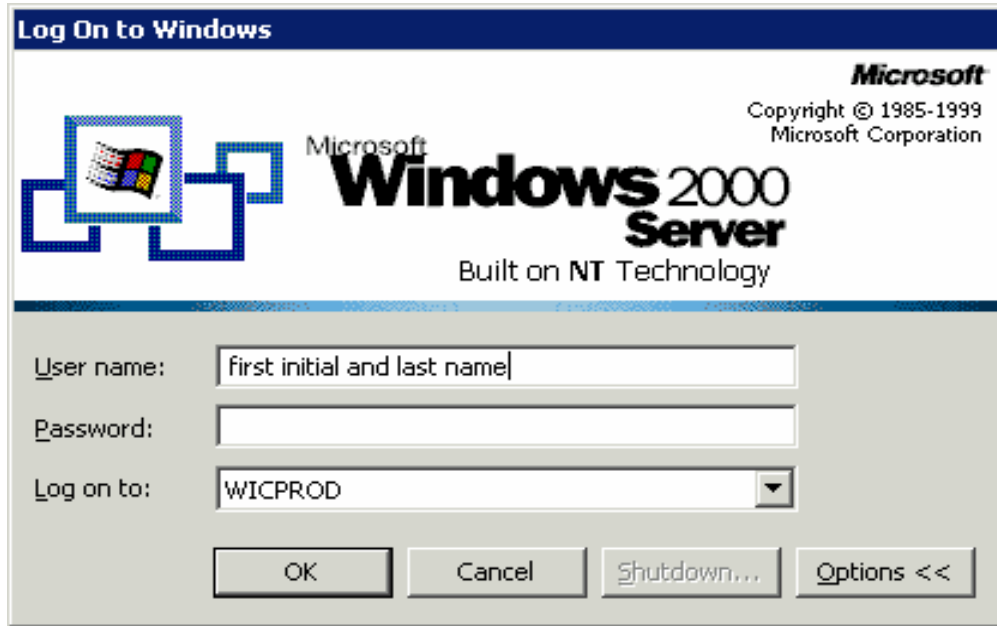 Log On to Windows
Microsoft
Copyright © 1985-1999
Microsoft Corporation
Microsoft
Windows 2000
Server
Built on NT Technology
User name: first initial and last name
Password:
Log on to: WICPROD
OK Cancel Shutdown... Options <<